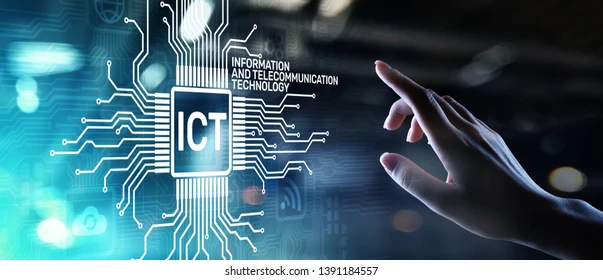 ICT
INFORMATION
AND TELECOMMUNICATION
TECHNOLOGY
shutterstock.com · 1391184557